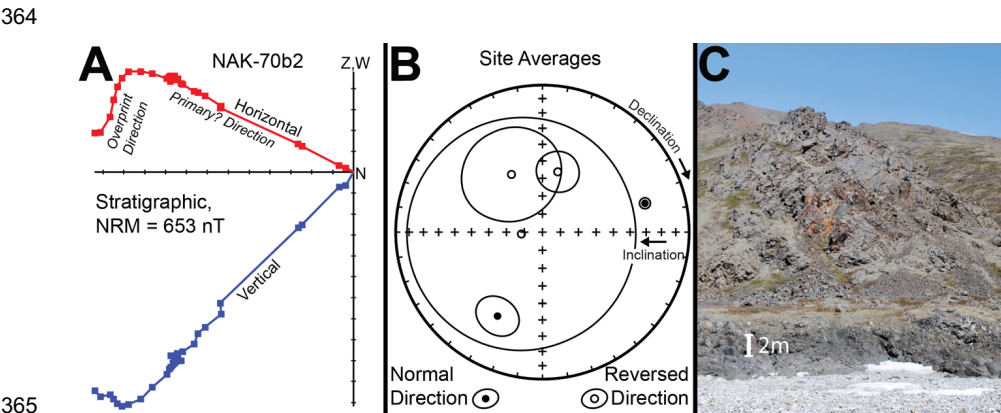 364
A
NAK-70b2
Z,W
Horizontal
Primary? Direction
Overprint
Direction
N
Stratigraphic,
NRM = 653 nT
Vertical
B
Site Averages
Declination
Inclination
Normal
Direction
Reversed
Direction
C
2m
365